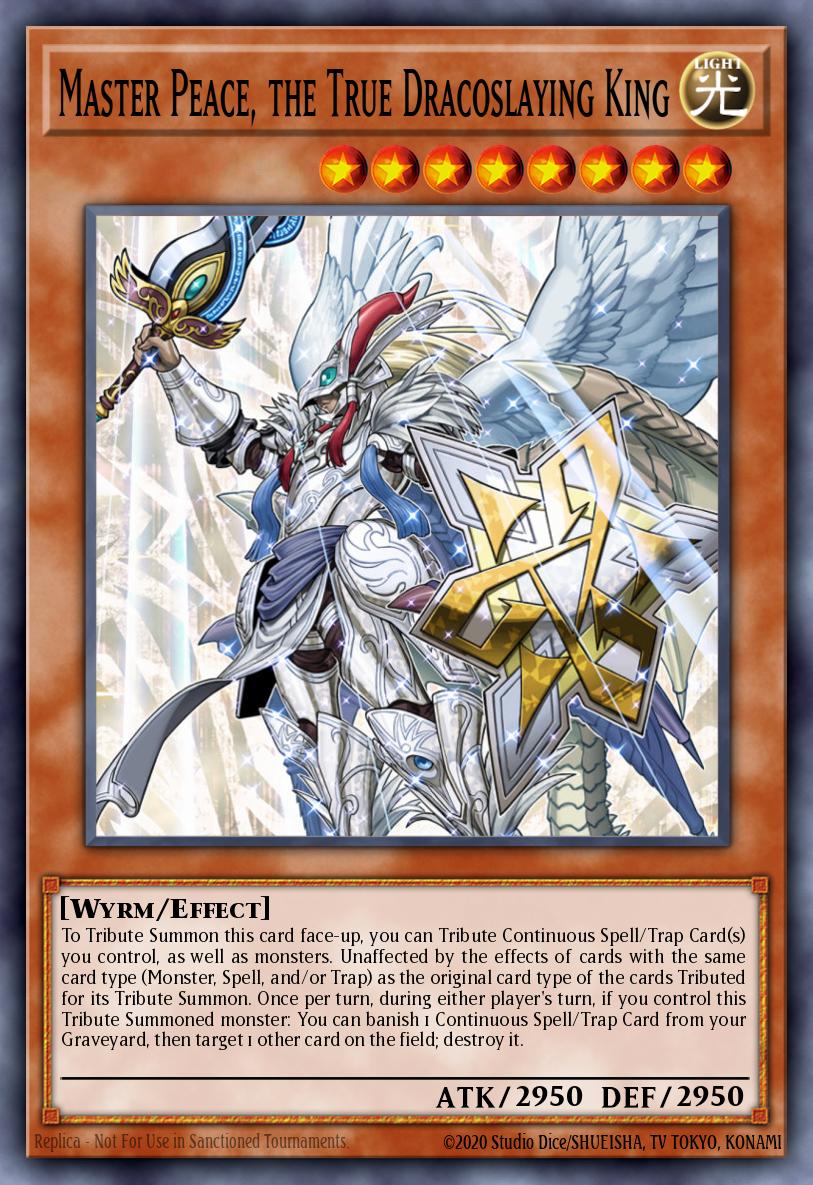 MASTER PEACE, THE TRUE DRACOSLAYING KING
LIGHT
光
[WYRM/EFFECT]
To Tribute Summon this card face-up, you can Tribute Continuous Spell/Trap Card(s)
you control, as well as monsters. Unaffected by the effects of cards with the same
card type (Monster, Spell, and/or Trap) as the original card type of the cards Tributed
for its Tribute Summon. Once per turn, during either player's turn, if you control this
Tribute Summoned monster: You can banish 1 Continuous Spell/Trap Card from your
Graveyard, then target 1 other card on the field; destroy it.
ATK/2950 DEF/2950
Replica - Not For Use in Sanctioned Tournaments.
©2020 Studio Dice/SHUEISHA, TV TOKYO, KONAMI